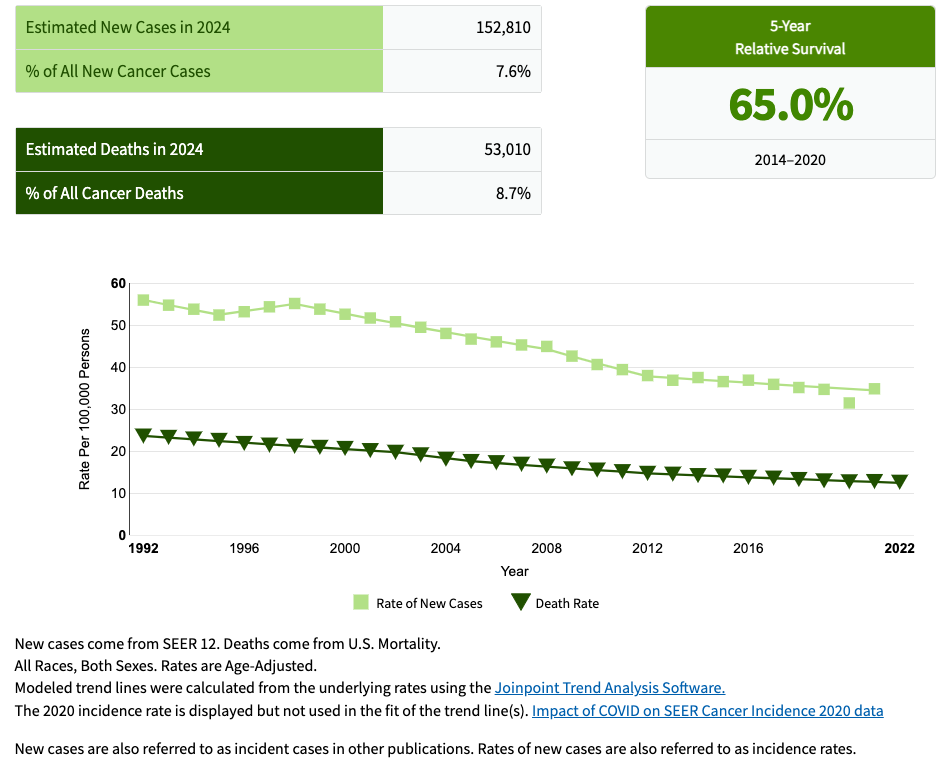 Estimated New Cases in 2024 152,810
% of All New Cancer Cases 7.6%
Estimated Deaths in 2024 53,010
% of All Cancer Deaths 8.7%
5-Year
Relative Survival
65.0%
2014–2020
60
50
40
30
20
10
0
Rate Per 100,000 Persons
1992 1996 2000 2004 2008 2012 2016 2022
Year
Rate of New Cases Death Rate
New cases come from SEER 12. Deaths come from U.S. Mortality.
All Races, Both Sexes. Rates are Age-Adjusted.
Modeled trend lines were calculated from the underlying rates using the Joinpoint Trend Analysis Software.
The 2020 incidence rate is displayed but not used in the fit of the trend line(s). Impact of COVID on SEER Cancer Incidence 2020 data
New cases are also referred to as incident cases in other publications. Rates of new cases are also referred to as incidence rates.